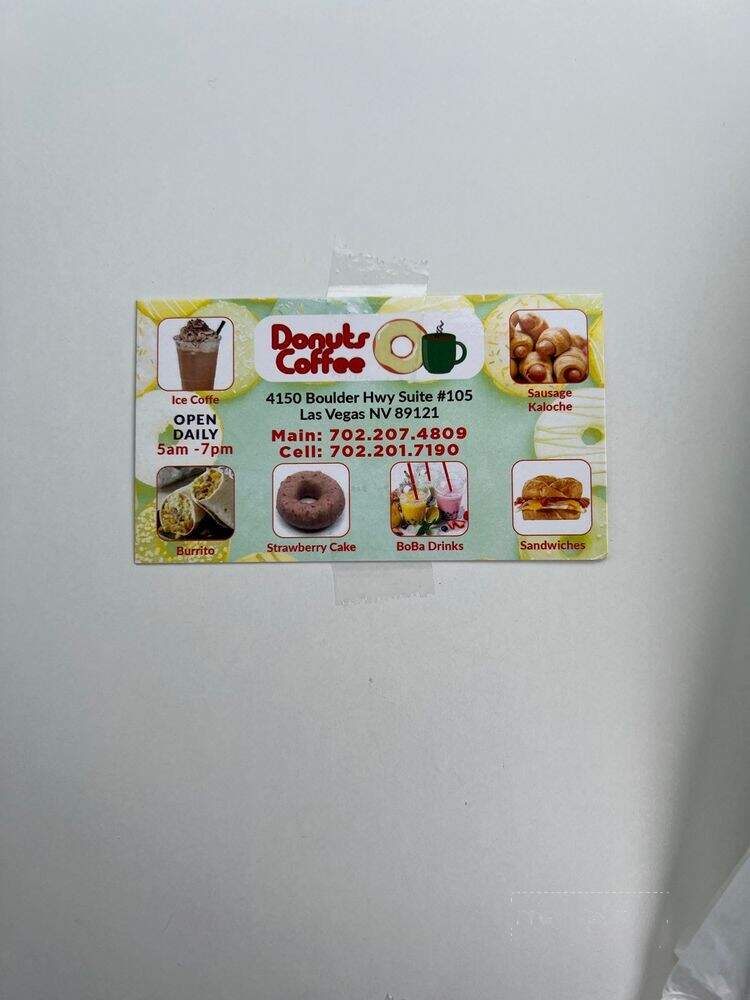 Donuts
Coffee
4150 Boulder Hwy Suite #105
Las Vegas NV 89121
Main: 702.207.4809
Cell: 702.201.7190
Ice Coffe
OPEN
DAILY
5am -7pm
Sausage
Kaloche
Burrito
Strawberry Cake
BoBa Drinks
Sandwiches